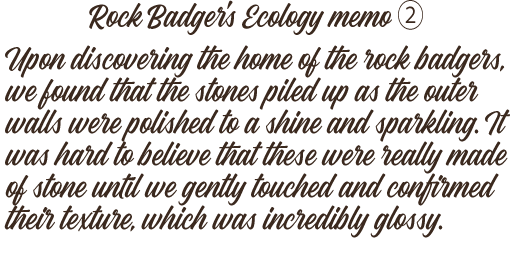 Rock Badger's Ecology memo ②
Upon discovering the home of the rock badgers,
we found that the stones piled up as the outer
walls were polished to a shine and sparkling. It
was hard to believe that these were really made
of stone until we gently touched and confirmed
their texture, which was incredibly glossy.